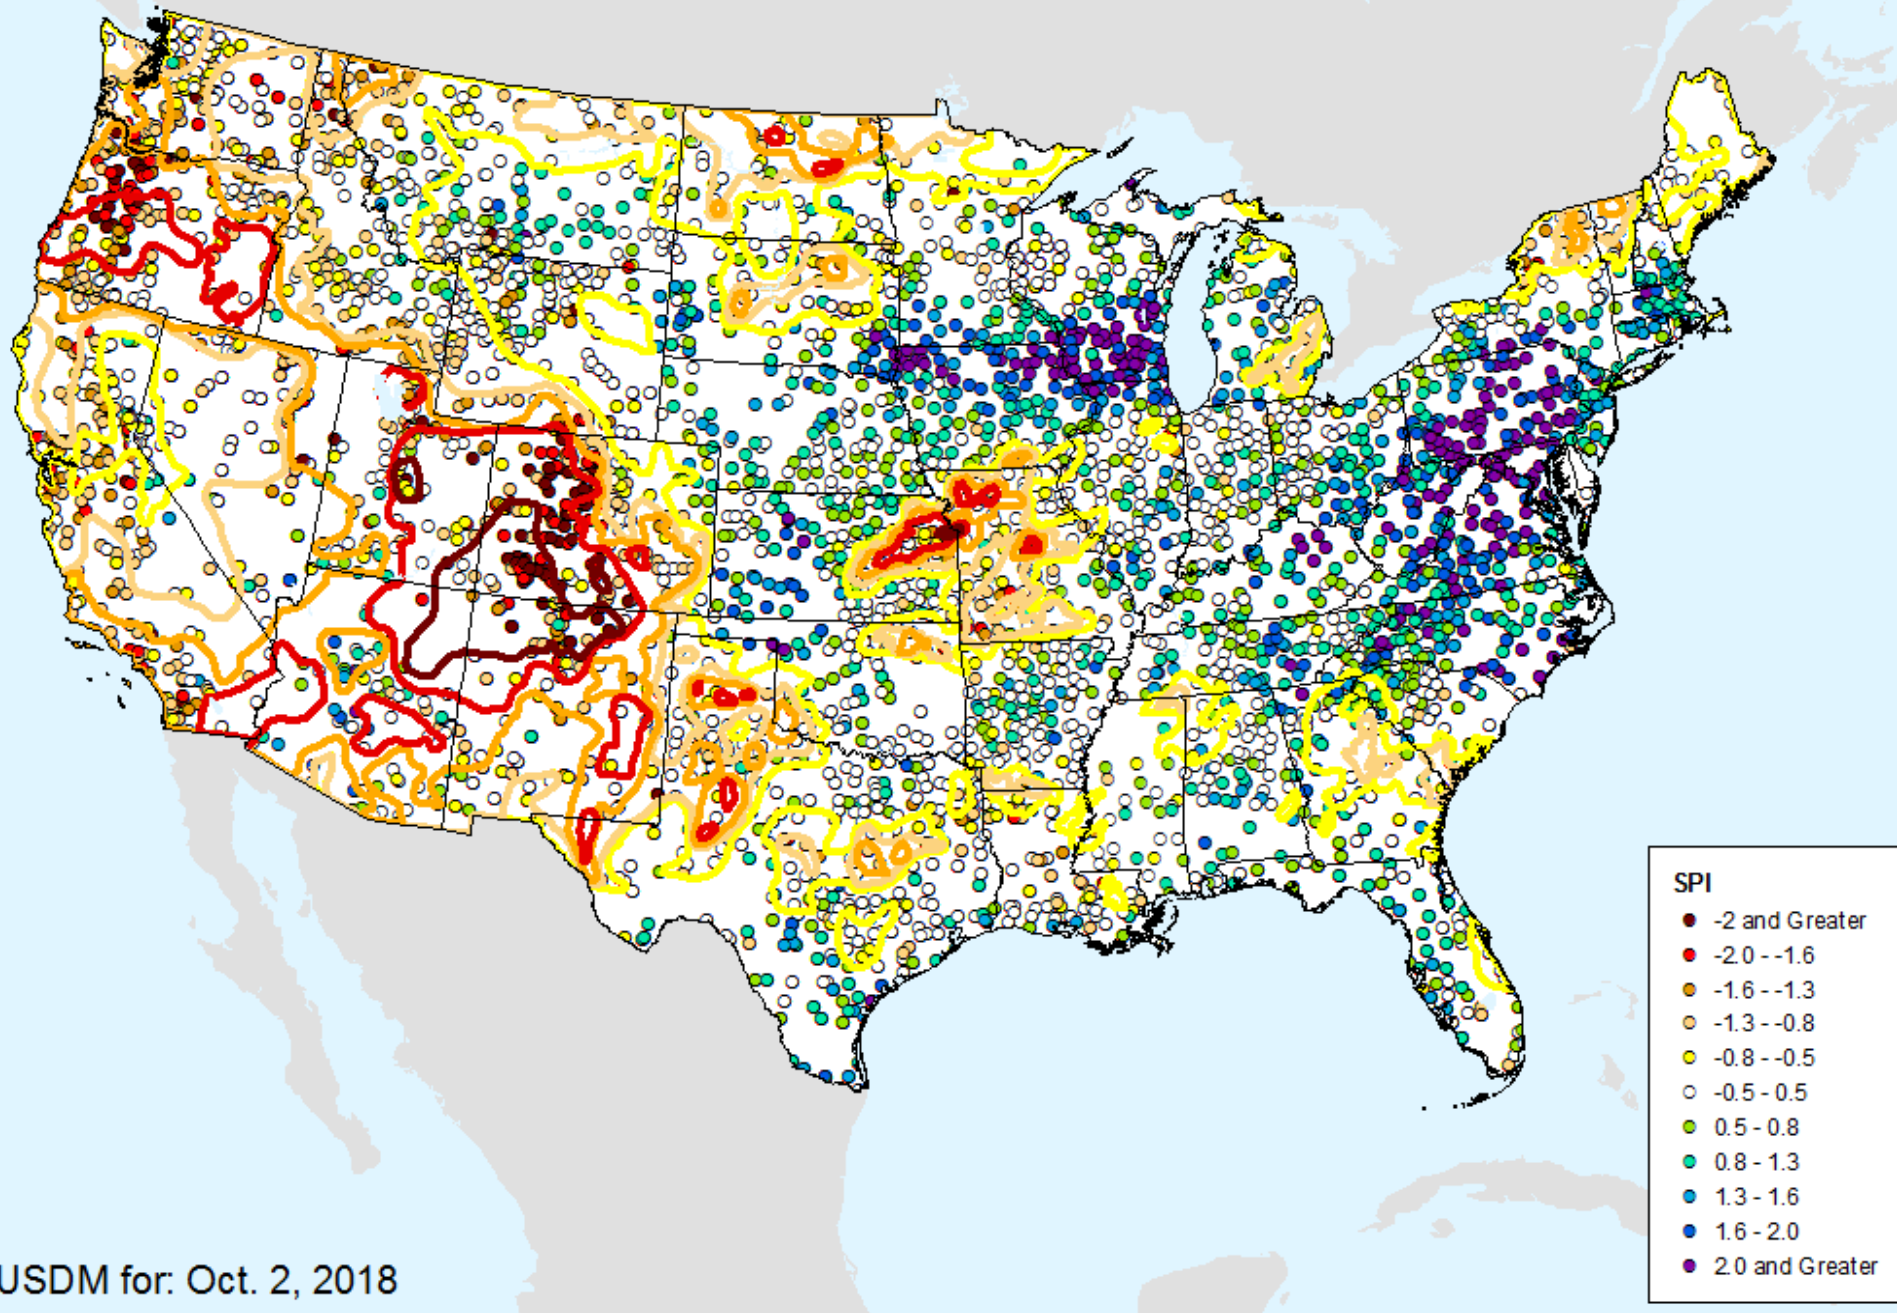 SPI
-2 and Greater
-2.0 - -1.6
-1.6 - -1.3
-1.3 - -0.8
-0.8 - -0.5
-0.5 - 0.5
0.5 - 0.8
0.8 - 1.3
1.3 - 1.6
1.6 - 2.0
2.0 and Greater
USDM for: Oct. 2, 2018